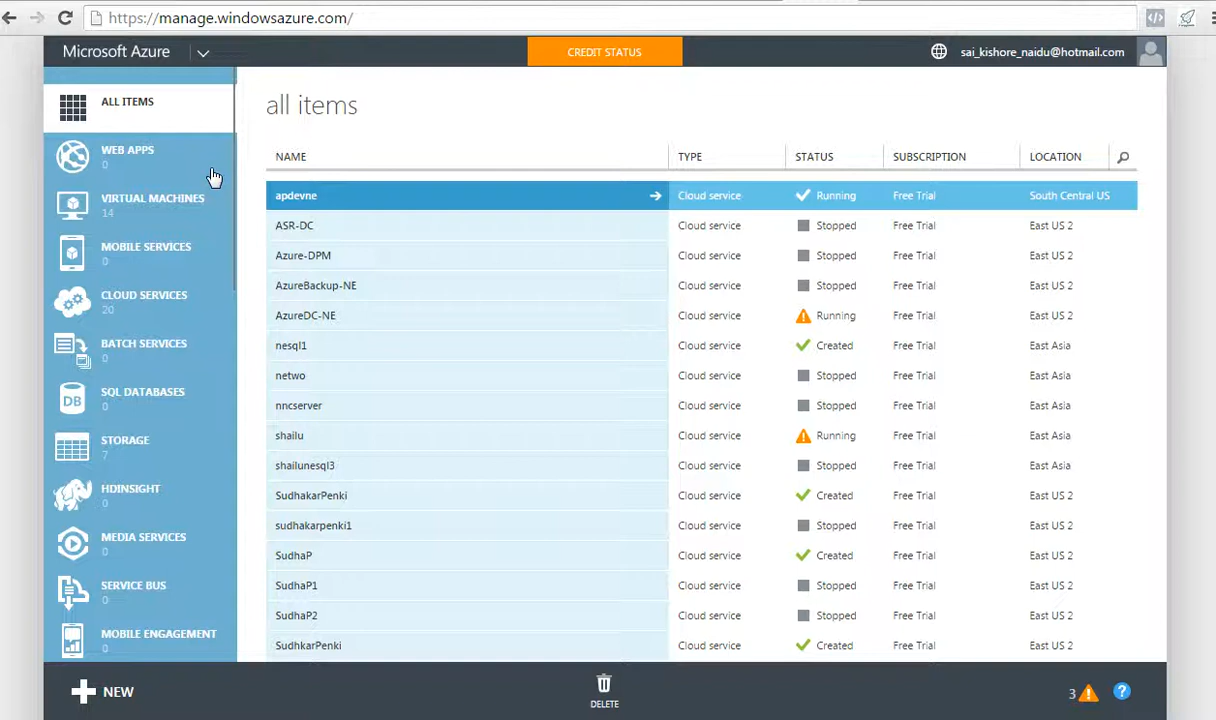 https://manage.windowsazure.com/
Microsoft Azure
CREDIT STATUS
sai_kishore_naidu@hotmail.com
ALL ITEMS
WEB APPS
0
VIRTUAL MACHINES
14
MOBILE SERVICES
0
CLOUD SERVICES
20
BATCH SERVICES
0
SQL DATABASES
0
DB
STORAGE
7
HDINSIGHT
0
MEDIA SERVICES
0
SERVICE BUS
0
MOBILE ENGAGEMENT
0
all items
NAME TYPE STATUS SUBSCRIPTION LOCATION
apdevne Cloud service Running Free Trial South Central US
ASR-DC Cloud service Stopped Free Trial East US 2
Azure-DPM Cloud service Stopped Free Trial East US 2
AzureBackup-NE Cloud service Stopped Free Trial East US 2
AzureDC-NE Cloud service Running Free Trial East US 2
nesql1 Cloud service Created Free Trial East Asia
netwo Cloud service Stopped Free Trial East Asia
nncserver Cloud service Stopped Free Trial East Asia
shailu Cloud service Running Free Trial East Asia
shailunesql3 Cloud service Stopped Free Trial East Asia
SudhakarPenki Cloud service Created Free Trial East US 2
sudhakarpenki1 Cloud service Stopped Free Trial East US 2
SudhaP Cloud service Created Free Trial East US 2
SudhaP1 Cloud service Stopped Free Trial East US 2
SudhaP2 Cloud service Stopped Free Trial East US 2
SudhkarPenki Cloud service Created Free Trial East US 2
NEW
DELETE
3
?